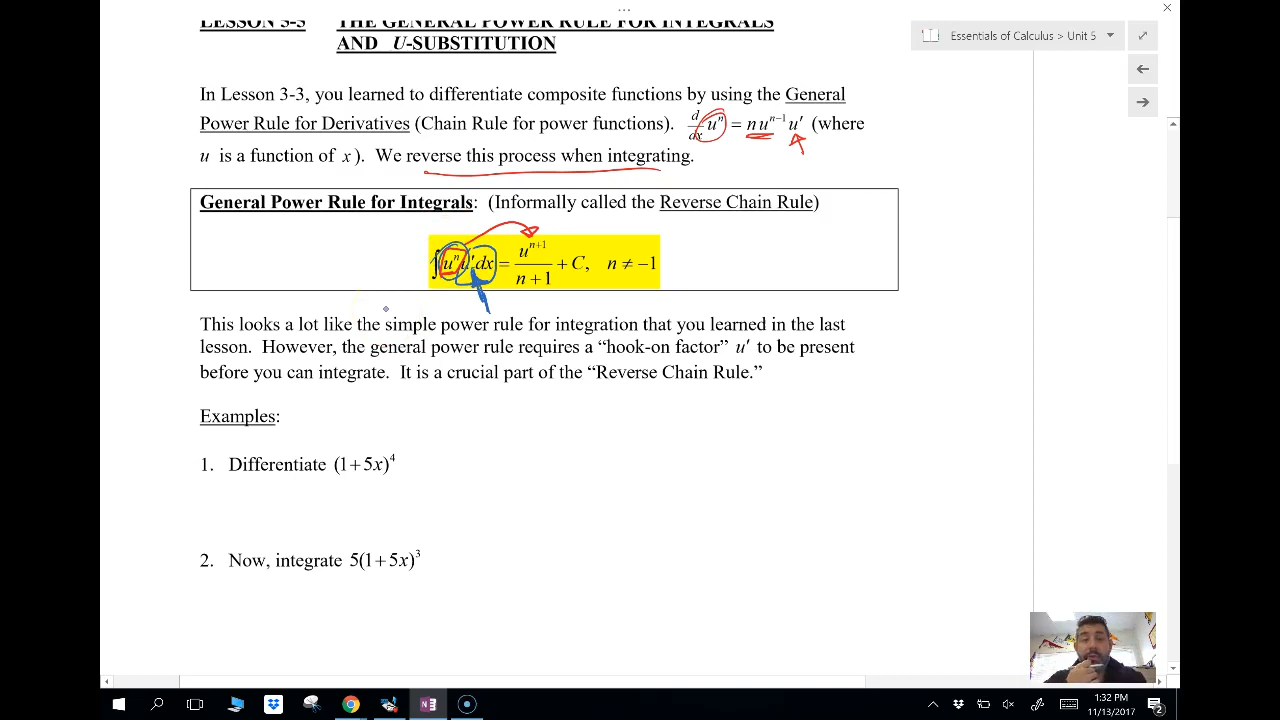 LESSON 5-5 THE GENERAL POWER RULE FOR INTEGRALS
AND U-SUBSTITUTION
Essentials of Calculus > Unit 5
In Lesson 3-3, you learned to differentiate composite functions by using the General
Power Rule for Derivatives (Chain Rule for power functions). d/dx uⁿ = n uⁿ⁻¹ u′ (where
u is a function of x ). We reverse this process when integrating.
General Power Rule for Integrals: (Informally called the Reverse Chain Rule)
∫ uⁿ u′ dx = uⁿ⁺¹/(n+1) + C, n ≠ −1
This looks a lot like the simple power rule for integration that you learned in the last
lesson. However, the general power rule requires a “hook-on factor” u′ to be present
before you can integrate. It is a crucial part of the “Reverse Chain Rule.”
Examples:
1. Differentiate (1+5x)⁴
2. Now, integrate 5(1+5x)³
1:32 PM
11/13/2017